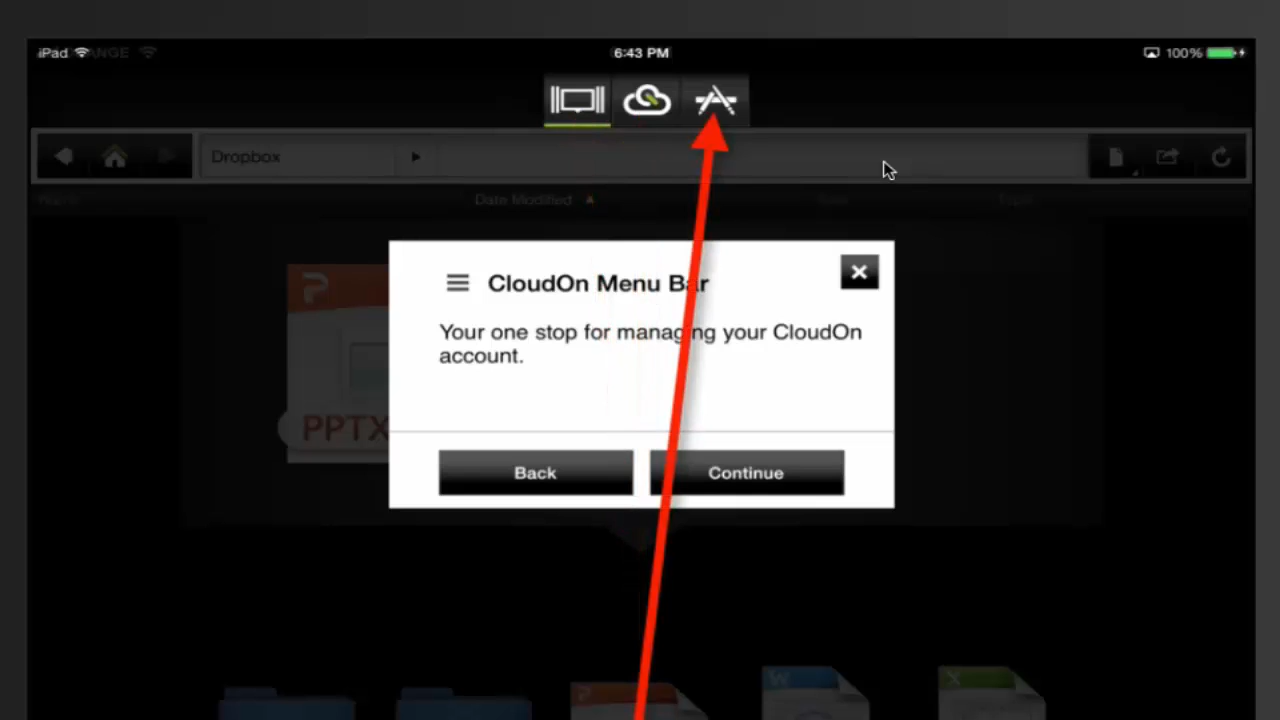 iPad
6:43 PM
100%
Dropbox
Date Modified
CloudOn Menu Bar
Your one stop for managing your CloudOn
account.
PPTX
Back
Continue
P
W
X